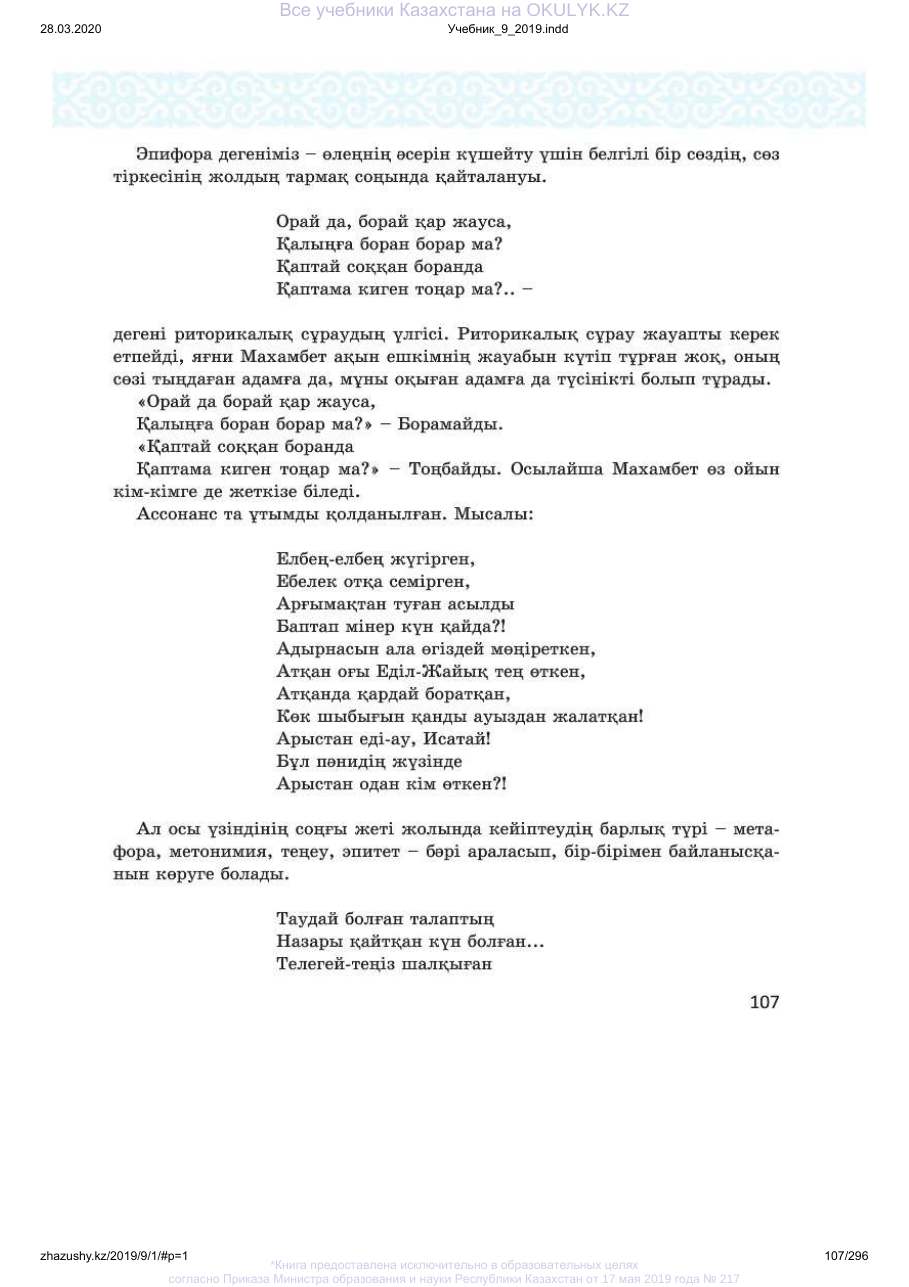 Все учебники Казахстана на OKULYK.KZ
28.03.2020 Учебник_9_2019.indd
Эпифора дегеніміз – өлеңнің әсерін күшейту үшін белгілі бір сөздің, сөз
тіркесінің жолдың тармақ соңында қайталануы.
Орай да, борай қар жауса,
Қалыңға боран борар ма?
Қаптай соққан боранда
Қаптама киген тоңар ма?.. –
дегені риторикалық сұраудың үлгісі. Риторикалық сұрау жауапты керек
етпейді, яғни Махамбет ақын ешкімнің жауабын күтіп тұрған жоқ, оның
сөзі тыңдаған адамға да, мұны оқыған адамға да түсінікті болып тұрады.
«Орай да борай қар жауса,
Қалыңға боран борар ма?» – Борамайды.
«Қаптай соққан боранда
Қаптама киген тоңар ма?» – Тоңбайды. Осылайша Махамбет өз ойын
кім-кімге де жеткізе біледі.
Ассонанс та ұтымды қолданылған. Мысалы:
Елбең-елбең жүгірген,
Ебелек отқа семірген,
Арғымақтан туған асылды
Баптап мінер күн қайда?!
Адырнасын ала өгіздей мөңіреткен,
Атқан оғы Еділ-Жайық тең өткен,
Атқанда қардай боратқан,
Көк шыбығын қанды ауыздан жалатқан!
Арыстан еді-ау, Исатай!
Бұл пәнидің жүзінде
Арыстан одан кім өткен?!
Ал осы үзіндінің соңғы жеті жолында кейіптеудің барлық түрі – мета-
фора, метонимия, теңеу, эпитет – бәрі араласып, бір-бірімен байланысқа-
нын көруге болады.
Таудай болған талаптың
Назары қайтқан күн болған...
Телегей-теңіз шалқыған
107
zhazushy.kz/2019/9/1/#p=1 107/296
*Книга предоставлена исключительно в образовательных целях
согласно Приказа Министра образования и науки Республики Казахстан от 17 мая 2019 года № 217